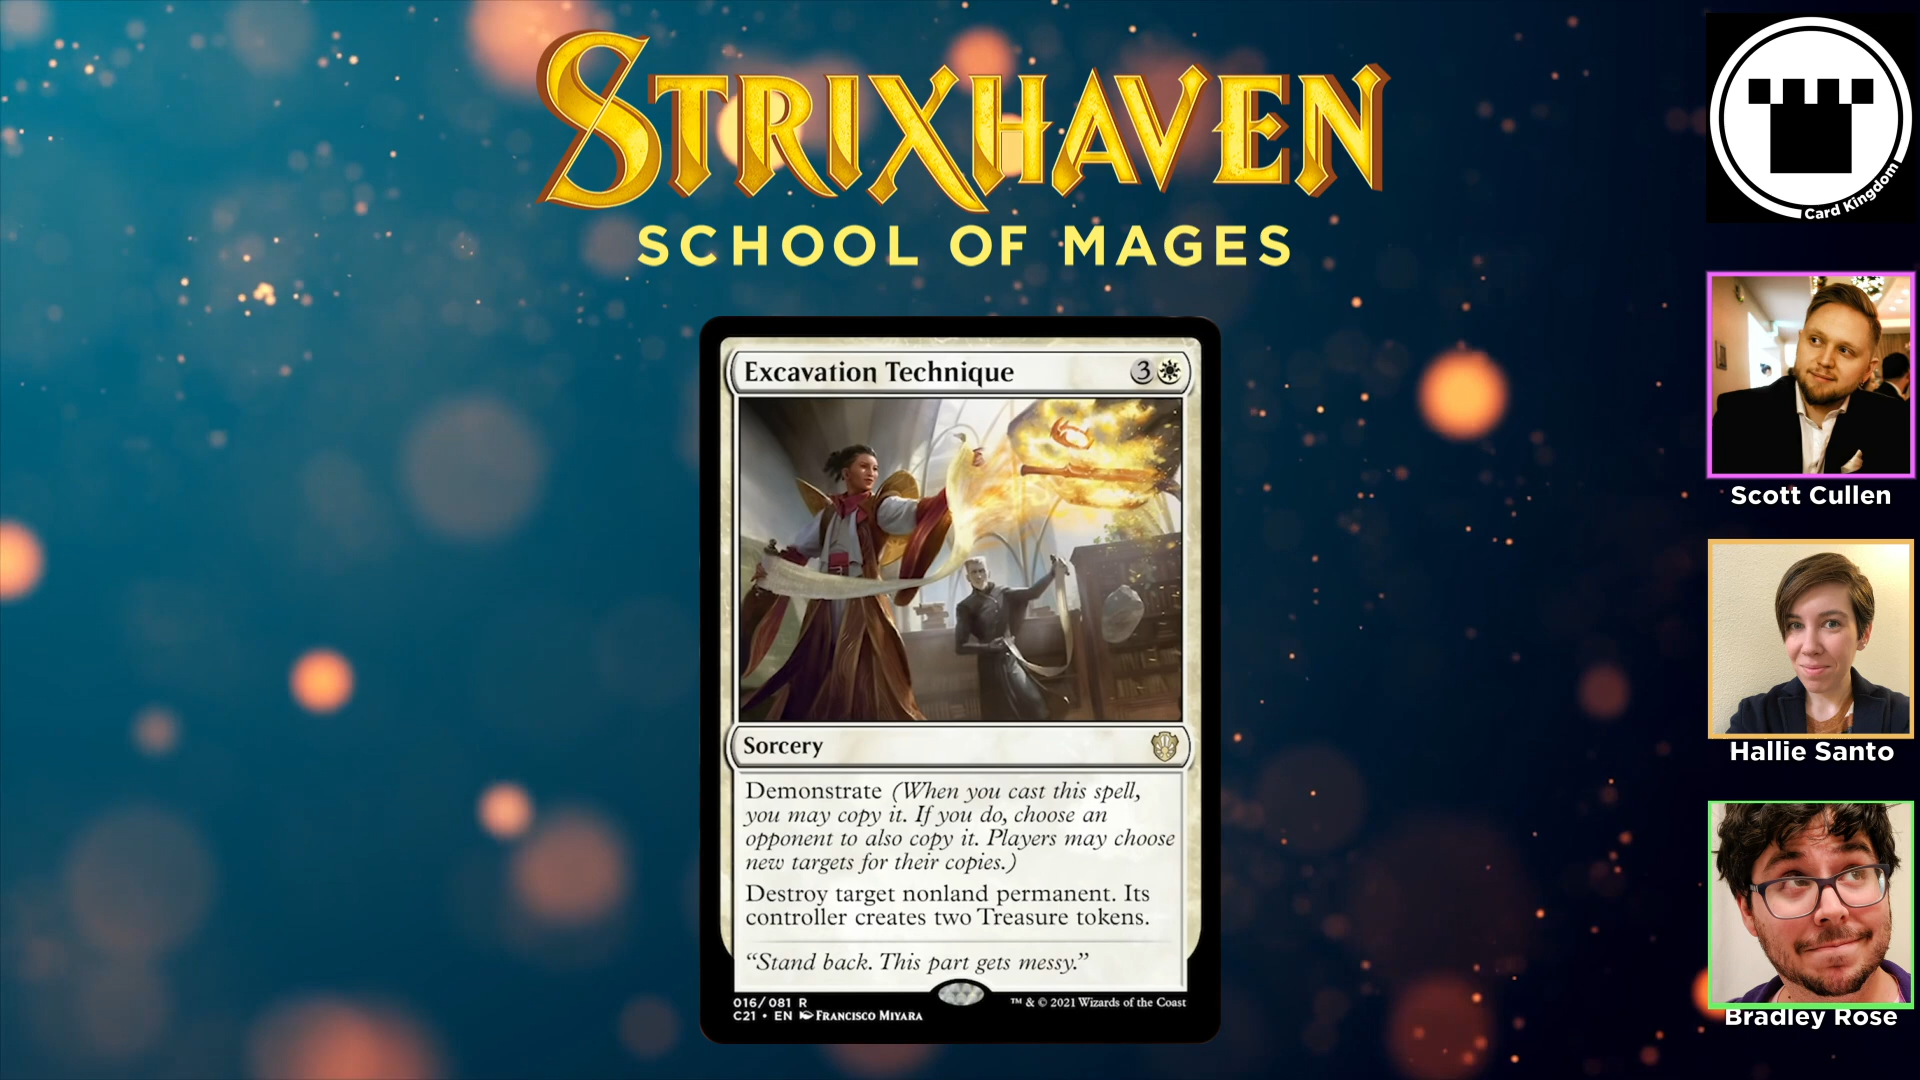 STRIXHAVEN
SCHOOL OF MAGES
Card Kingdom
Excavation Technique 3
Sorcery
Demonstrate (When you cast this spell,
you may copy it. If you do, choose an
opponent to also copy it. Players may choose
new targets for their copies.)
Destroy target nonland permanent. Its
controller creates two Treasure tokens.
“Stand back. This part gets messy.”
016/081 R
C21 • EN FRANCISCO MIYARA
™ & © 2021 Wizards of the Coast
Scott Cullen
Hallie Santo
Bradley Rose